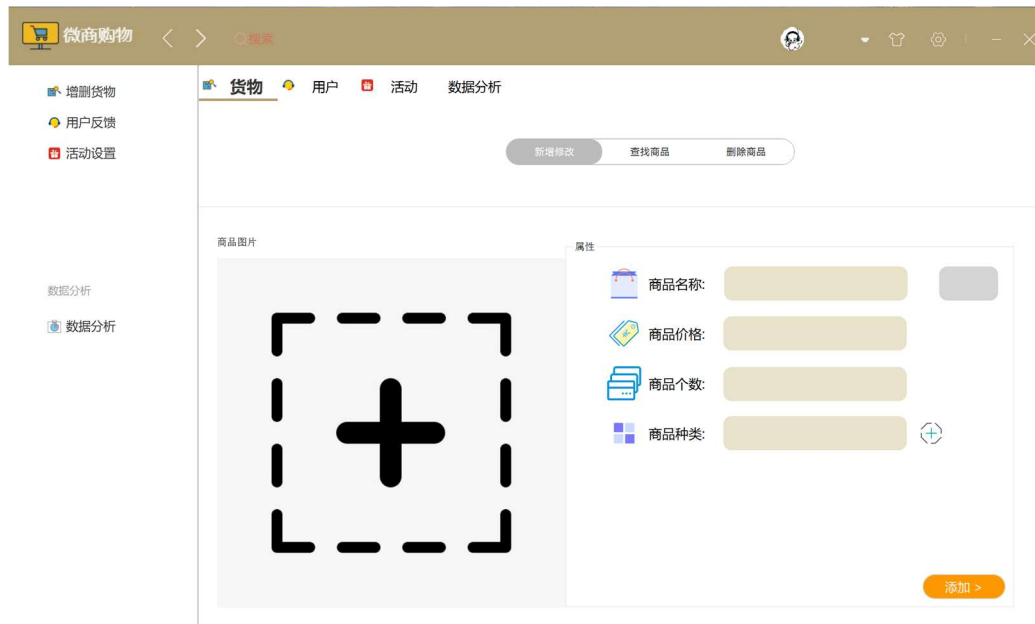 微商购物
搜索
增删货物
用户反馈
活动设置
数据分析
数据分析
货物 用户 活动 数据分析
新增修改 查找商品 删除商品
商品图片
属性
商品名称:
商品价格:
商品个数:
商品种类:
添加 >